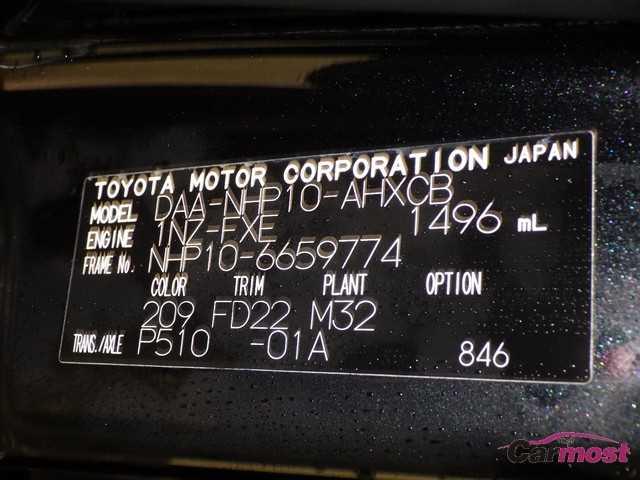 TOYOTA MOTOR CORPORATION JAPAN
MODEL DAA-NHP10-AHXCB
ENGINE 1NZ-FXE 1496 mL
FRAME No. NHP10-6659774
COLOR TRIM PLANT OPTION
209 FD22 M32
TRANS./AXLE P510 -01A 846
Carmost